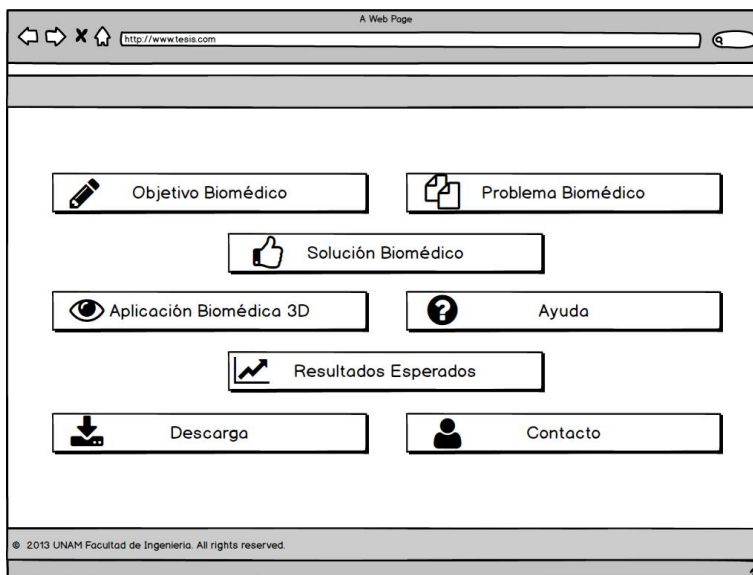 A Web Page
http://www.tesis.com
Objetivo Biomédico
Problema Biomédico
Solución Biomédico
Aplicación Biomédica 3D
Ayuda
Resultados Esperados
Descarga
Contacto
© 2013 UNAM Facultad de Ingenieria. All rights reserved.